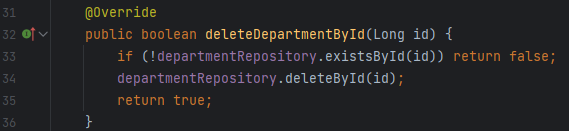 31 @Override
32 public boolean deleteDepartmentById(Long id) {
33 if (!departmentRepository.existsById(id)) return false;
34 departmentRepository.deleteById(id);
35 return true;
36 }